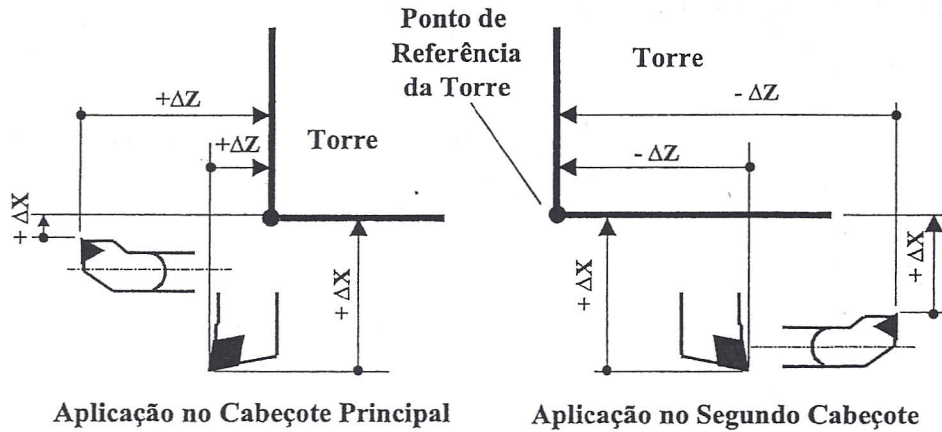 Ponto de
Referência
da Torre
Torre
- ΔZ
- ΔZ
+ΔZ
+ΔZ
Torre
+ ΔX
+ ΔX
+ ΔX
+ ΔX
Aplicação no Cabeçote Principal
Aplicação no Segundo Cabeçote